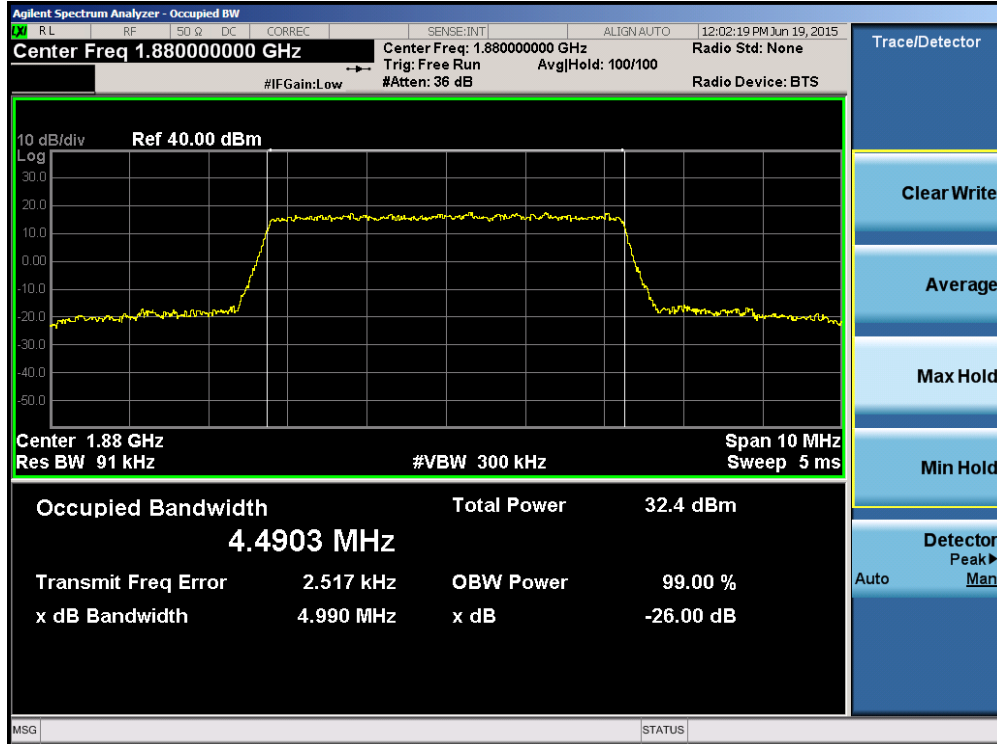 Agilent Spectrum Analyzer - Occupied BW
LXI RL RF 50 Ω DC CORREC SENSE:INT ALIGN AUTO 12:02:19 PM Jun 19, 2015
Center Freq 1.880000000 GHz
Center Freq: 1.880000000 GHz
Radio Std: None
Trig: Free Run Avg|Hold: 100/100
#IFGain:Low
#Atten: 36 dB
Radio Device: BTS
Trace/Detector
10 dB/div Ref 40.00 dBm
Log
30.0
20.0
10.0
0.00
-10.0
-20.0
-30.0
-40.0
-50.0
Center 1.88 GHz Span 10 MHz
Res BW 91 kHz #VBW 300 kHz Sweep 5 ms
Occupied Bandwidth Total Power 32.4 dBm
4.4903 MHz
Transmit Freq Error 2.517 kHz OBW Power 99.00 %
x dB Bandwidth 4.990 MHz x dB -26.00 dB
Clear Write
Average
Max Hold
Min Hold
Detector
Peak▶
Auto Man
MSG STATUS